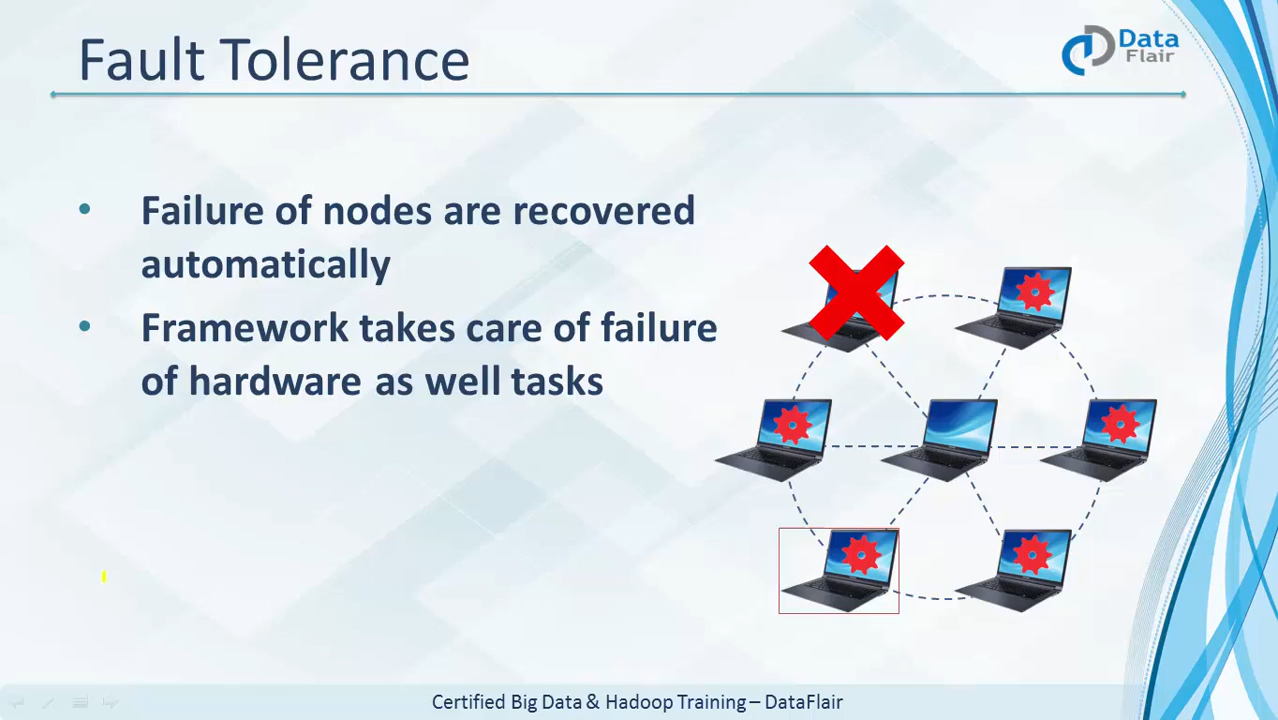 Fault Tolerance
Data
Flair
• Failure of nodes are recovered
automatically
• Framework takes care of failure
of hardware as well tasks
Certified Big Data & Hadoop Training – DataFlair